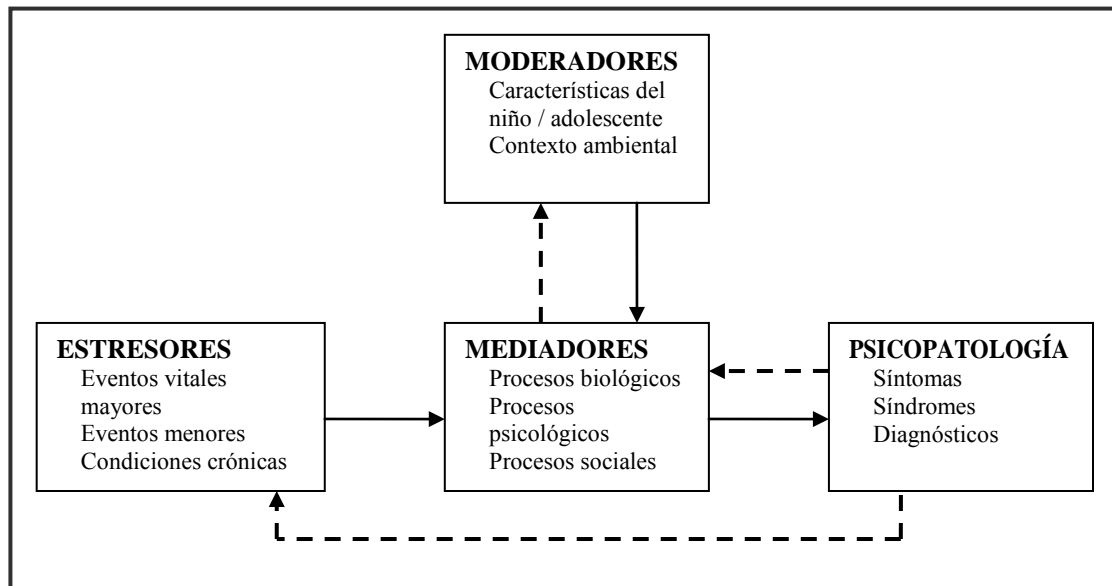 MODERADORES
Características del
niño / adolescente
Contexto ambiental
ESTRESORES
Eventos vitales
mayores
Eventos menores
Condiciones crónicas
MEDIADORES
Procesos biológicos
Procesos
psicológicos
Procesos sociales
PSICOPATOLOGÍA
Síntomas
Síndromes
Diagnósticos